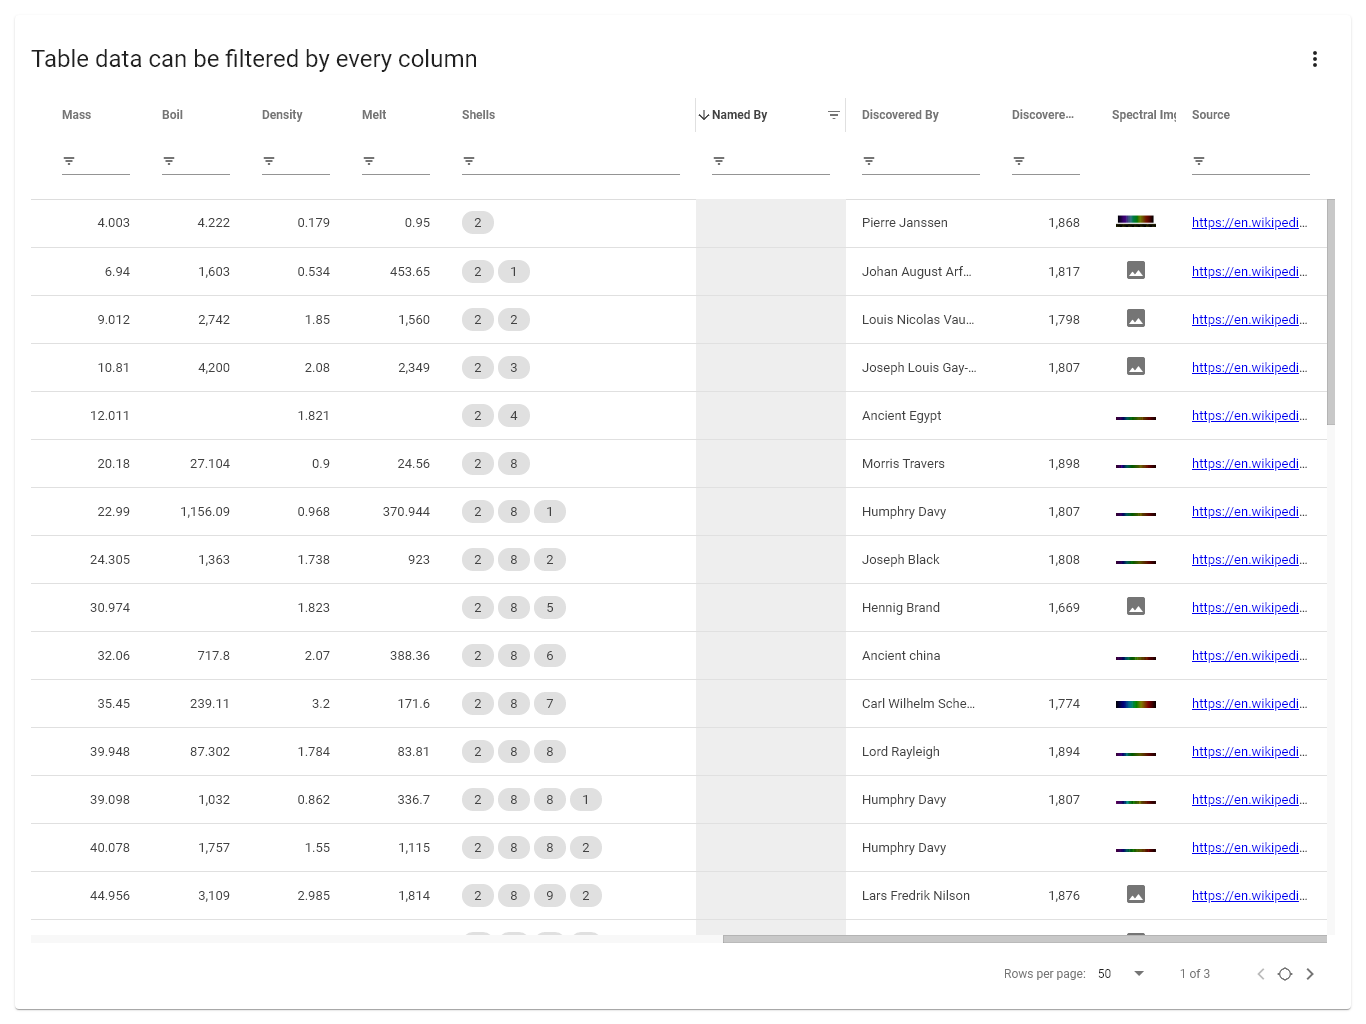 Table data can be filtered by every column
Mass Boil Density Melt Shells Named By Discovered By Discovere... Spectral Img Source
4.003 4.222 0.179 0.95 2 Pierre Janssen 1,868 https://en.wikipedi...
6.94 1,603 0.534 453.65 2 1 Johan August Arf... 1,817 https://en.wikipedi...
9.012 2,742 1.85 1,560 2 2 Louis Nicolas Vau... 1,798 https://en.wikipedi...
10.81 4,200 2.08 2,349 2 3 Joseph Louis Gay-... 1,807 https://en.wikipedi...
12.011 1.821 2 4 Ancient Egypt https://en.wikipedi...
20.18 27.104 0.9 24.56 2 8 Morris Travers 1,898 https://en.wikipedi...
22.99 1,156.09 0.968 370.944 2 8 1 Humphry Davy 1,807 https://en.wikipedi...
24.305 1,363 1.738 923 2 8 2 Joseph Black 1,808 https://en.wikipedi...
30.974 1.823 2 8 5 Hennig Brand 1,669 https://en.wikipedi...
32.06 717.8 2.07 388.36 2 8 6 Ancient china https://en.wikipedi...
35.45 239.11 3.2 171.6 2 8 7 Carl Wilhelm Sche... 1,774 https://en.wikipedi...
39.948 87.302 1.784 83.81 2 8 8 Lord Rayleigh 1,894 https://en.wikipedi...
39.098 1,032 0.862 336.7 2 8 8 1 Humphry Davy 1,807 https://en.wikipedi...
40.078 1,757 1.55 1,115 2 8 8 2 Humphry Davy https://en.wikipedi...
44.956 3,109 2.985 1,814 2 8 9 2 Lars Fredrik Nilson 1,876 https://en.wikipedi...
Rows per page: 50 1 of 3